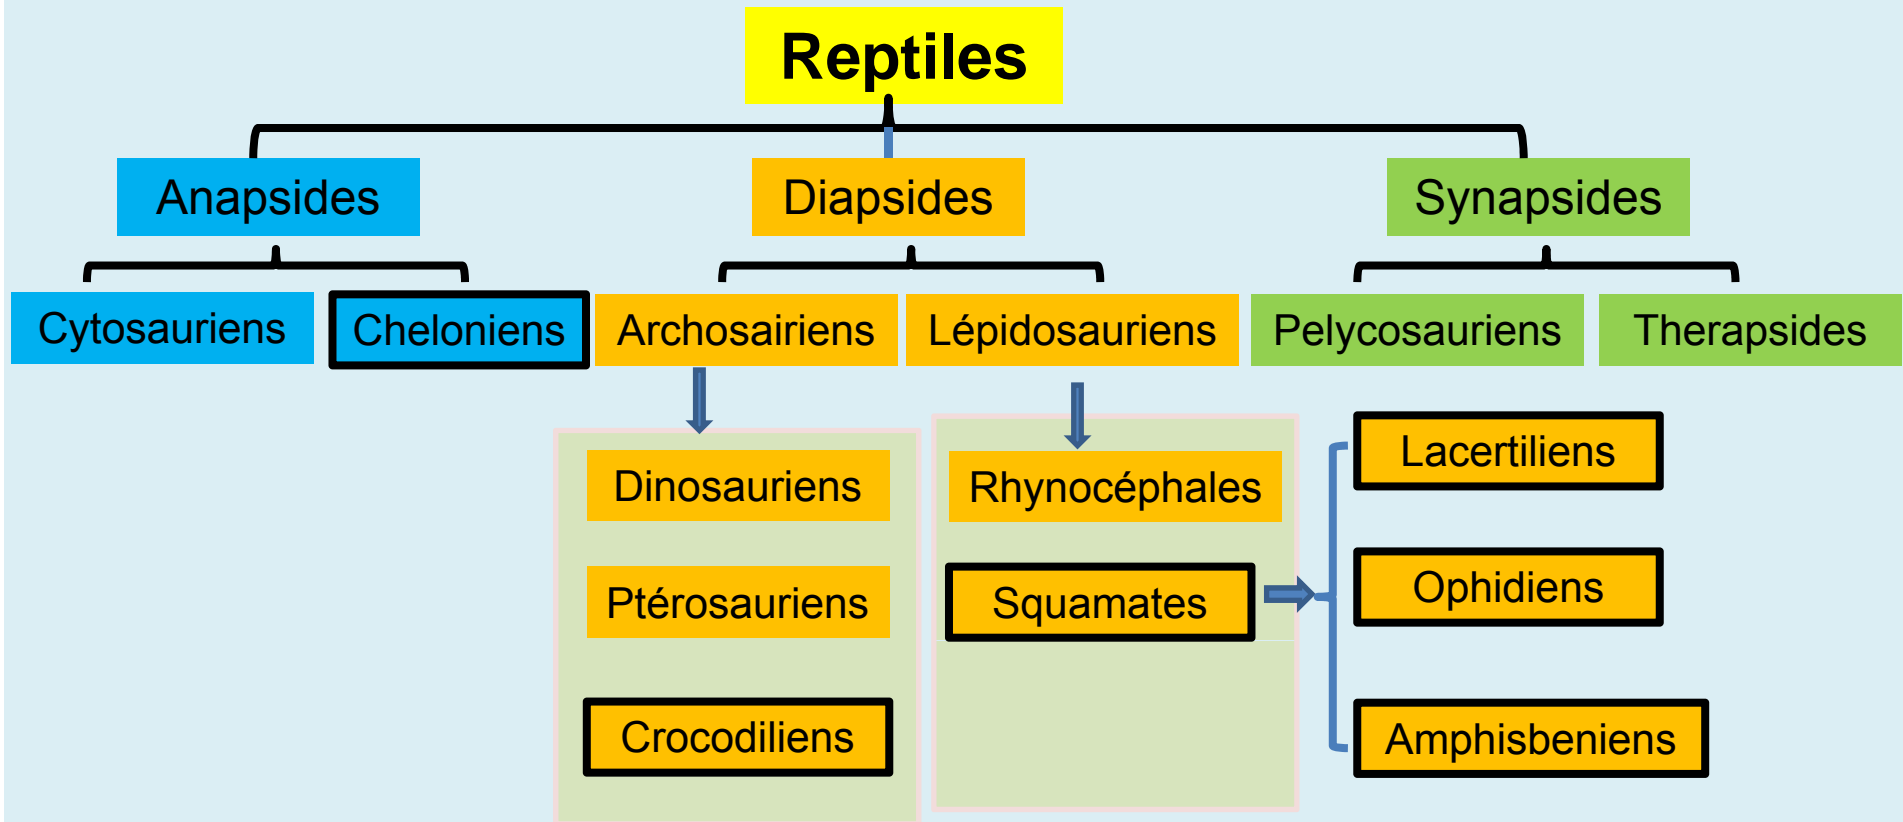 Reptiles
Anapsides
Diapsides
Synapsides
Cytosauriens
Cheloniens
Archosairiens
Lépidosauriens
Pelycosauriens
Therapsides
Dinosauriens
Ptérosauriens
Crocodiliens
Rhynocéphales
Squamates
Lacertiliens
Ophidiens
Amphisbeniens